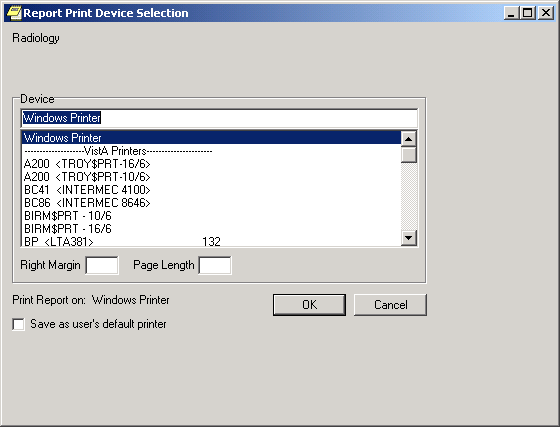 Report Print Device Selection
Radiology
Device
Windows Printer
Windows Printer
--------------------VistA Printers----------------------
A200 <TROY$PRT-16/6>
A200 <TROY$PRT-10/6>
BC41 <INTERMEC 4100>
BC86 <INTERMEC 8646>
BIRM$PRT - 10/6
BIRM$PRT - 16/6
BP <LTA381> 132
Right Margin Page Length
Print Report on: Windows Printer
OK Cancel
Save as user's default printer